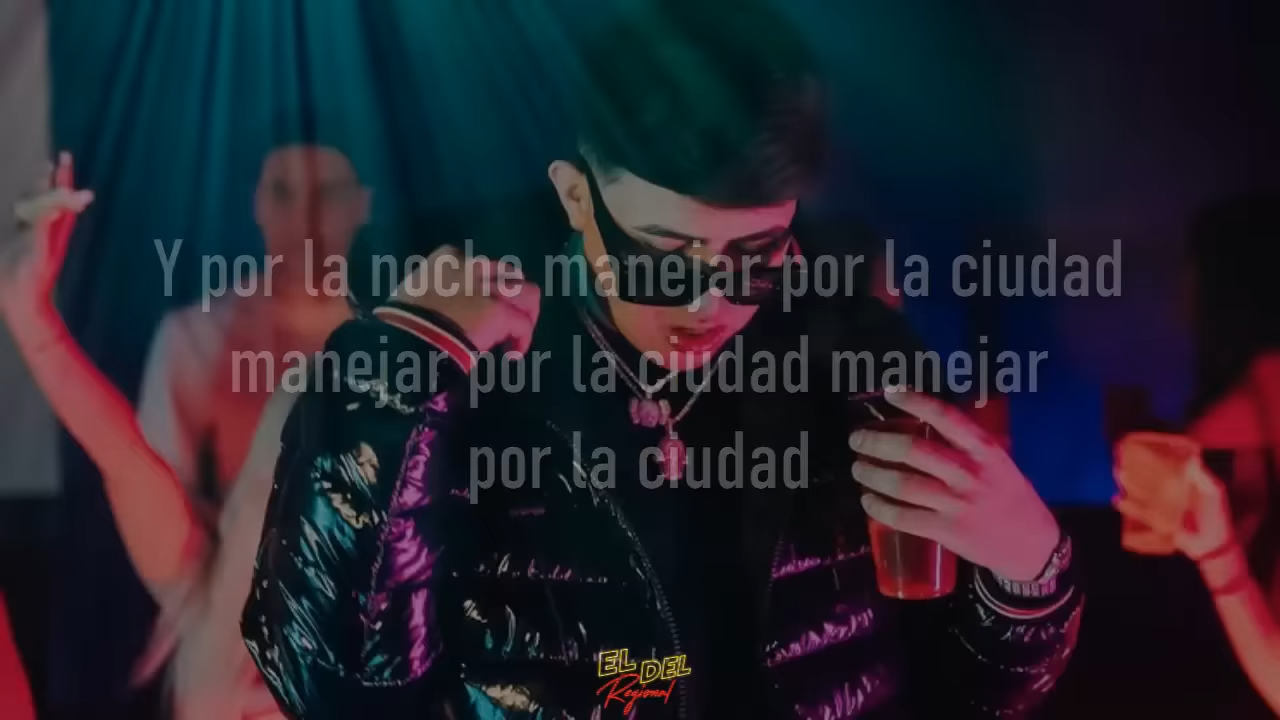 Y por la noche manejar por la ciudad
manejar por la ciudad manejar
por la ciudad
EL DEL
Regional